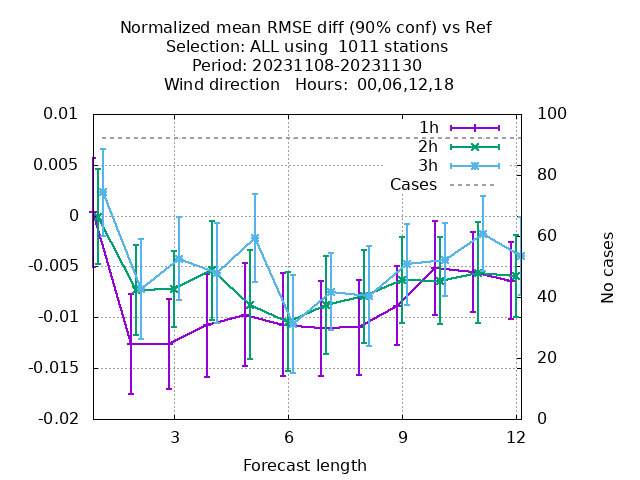 Normalized mean RMSE diff (90% conf) vs Ref
Selection: ALL using  1011 stations
Period: 20231108-20231130
Wind direction   Hours:  00,06,12,18
0.01
0.005
0
-0.005
-0.01
-0.015
-0.02
100
80
60
40
20
0
1h
2h
3h
Cases
No cases
3
6
9
12
Forecast length